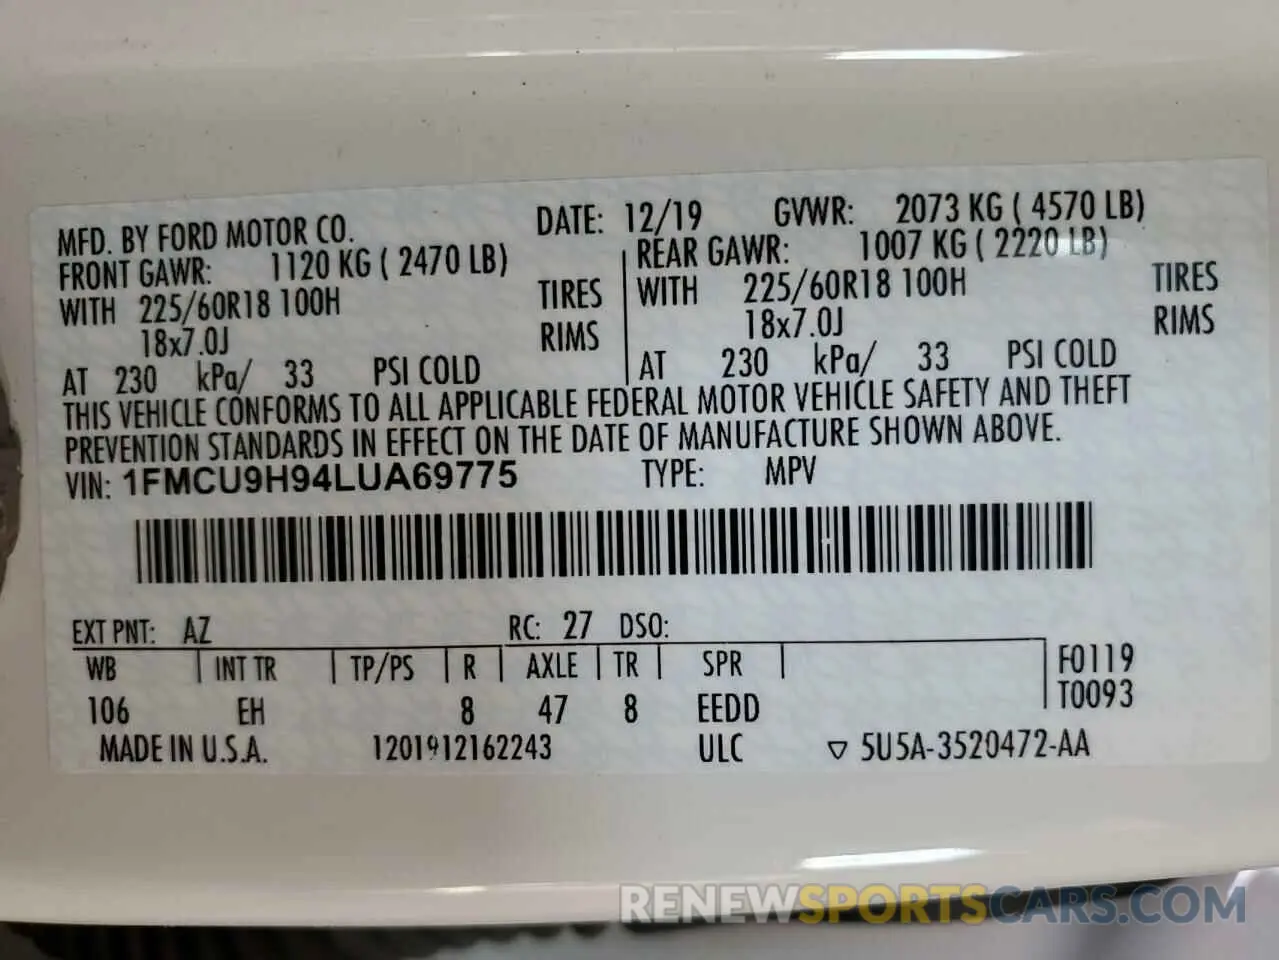 MFD. BY FORD MOTOR CO. DATE: 12/19 GVWR: 2073 KG ( 4570 LB)
FRONT GAWR: 1120 KG ( 2470 LB) REAR GAWR: 1007 KG ( 2220 LB)
WITH 225/60R18 100H TIRES WITH 225/60R18 100H TIRES
18x7.0J RIMS 18x7.0J RIMS
AT 230 kPa/ 33 PSI COLD AT 230 kPa/ 33 PSI COLD
THIS VEHICLE CONFORMS TO ALL APPLICABLE FEDERAL MOTOR VEHICLE SAFETY AND THEFT
PREVENTION STANDARDS IN EFFECT ON THE DATE OF MANUFACTURE SHOWN ABOVE.
VIN: 1FMCU9H94LUA69775 TYPE: MPV
EXT PNT: AZ RC: 27 DSO:
WB INT TR TP/PS R AXLE TR SPR F0119
106 EH 8 47 8 EEDD T0093
MADE IN U.S.A. 1201912162243 ULC ▽ 5U5A-3520472-AA
RENEWSPORTSCARS.COM